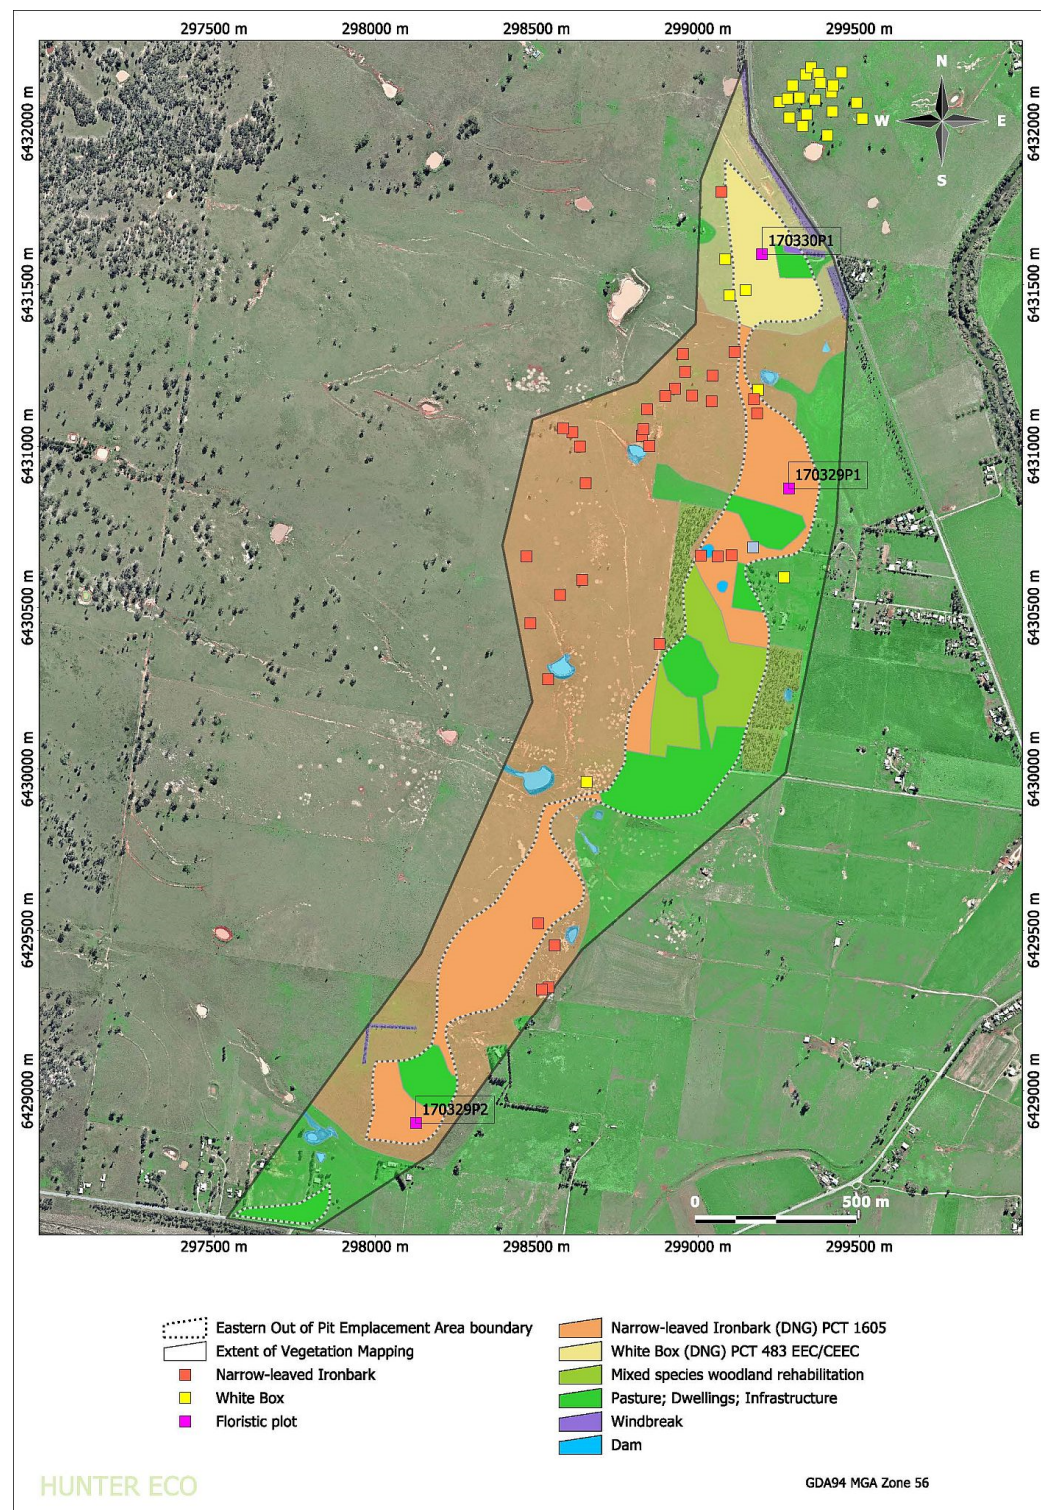 297500 m 298000 m 298500 m 299000 m 299500 m
N
W E
S
6432000 m 6432000 m
170330P1
6431500 m 6431500 m
6431000 m 6431000 m
170329P1
6430500 m 6430500 m
6430000 m 6430000 m
6429500 m 6429500 m
6429000 m 6429000 m
170329P2
0 500 m
297500 m 298000 m 298500 m 299000 m 299500 m
Eastern Out of Pit Emplacement Area boundary
Extent of Vegetation Mapping
Narrow-leaved Ironbark
White Box
Floristic plot
Narrow-leaved Ironbark (DNG) PCT 1605
White Box (DNG) PCT 483 EEC/CEEC
Mixed species woodland rehabilitation
Pasture; Dwellings; Infrastructure
Windbreak
Dam
HUNTER ECO
GDA94 MGA Zone 56